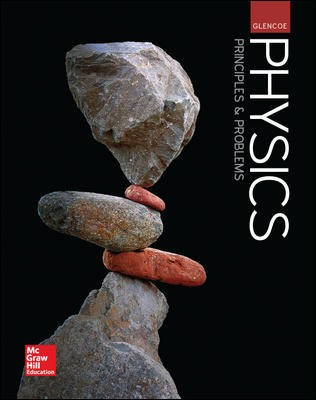 GLENCOE
PHYSICS
PRINCIPLES & PROBLEMS
Mc
Graw
Hill
Education